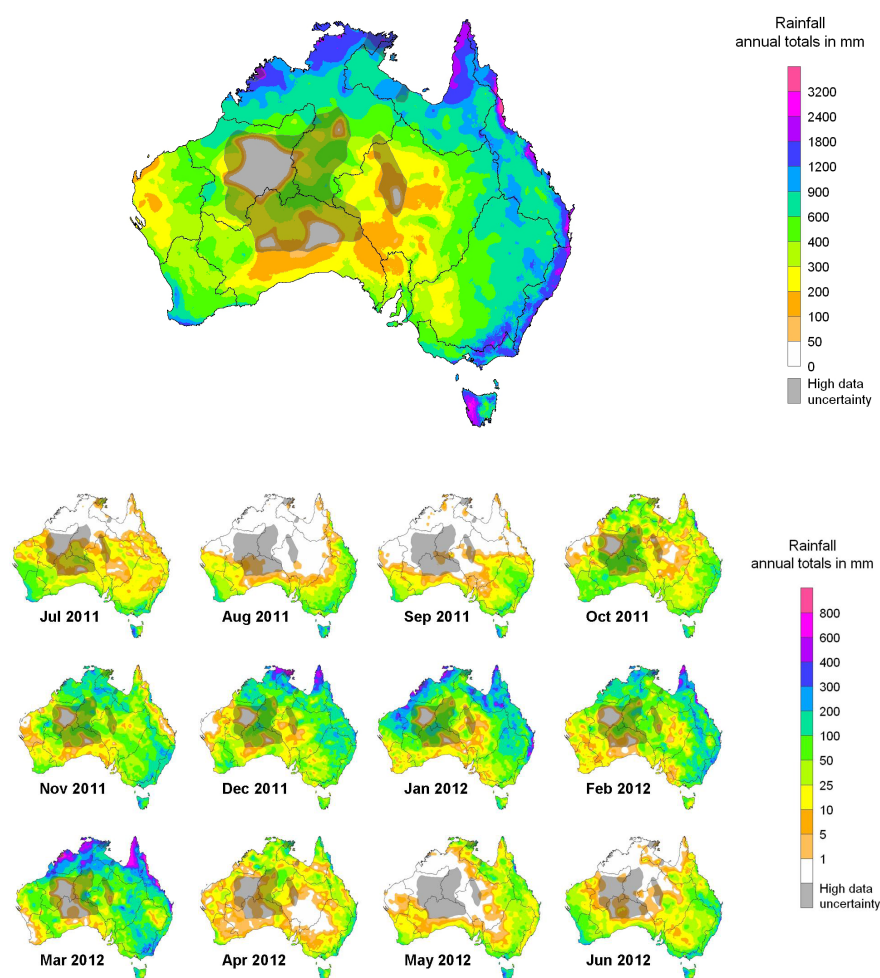 Rainfall
annual totals in mm
3200
2400
1800
1200
900
600
400
300
200
100
50
0
High data
uncertainty
Jul 2011
Aug 2011
Sep 2011
Oct 2011
Rainfall
annual totals in mm
800
600
400
300
200
100
50
25
10
5
1
High data
uncertainty
Nov 2011
Dec 2011
Jan 2012
Feb 2012
Mar 2012
Apr 2012
May 2012
Jun 2012